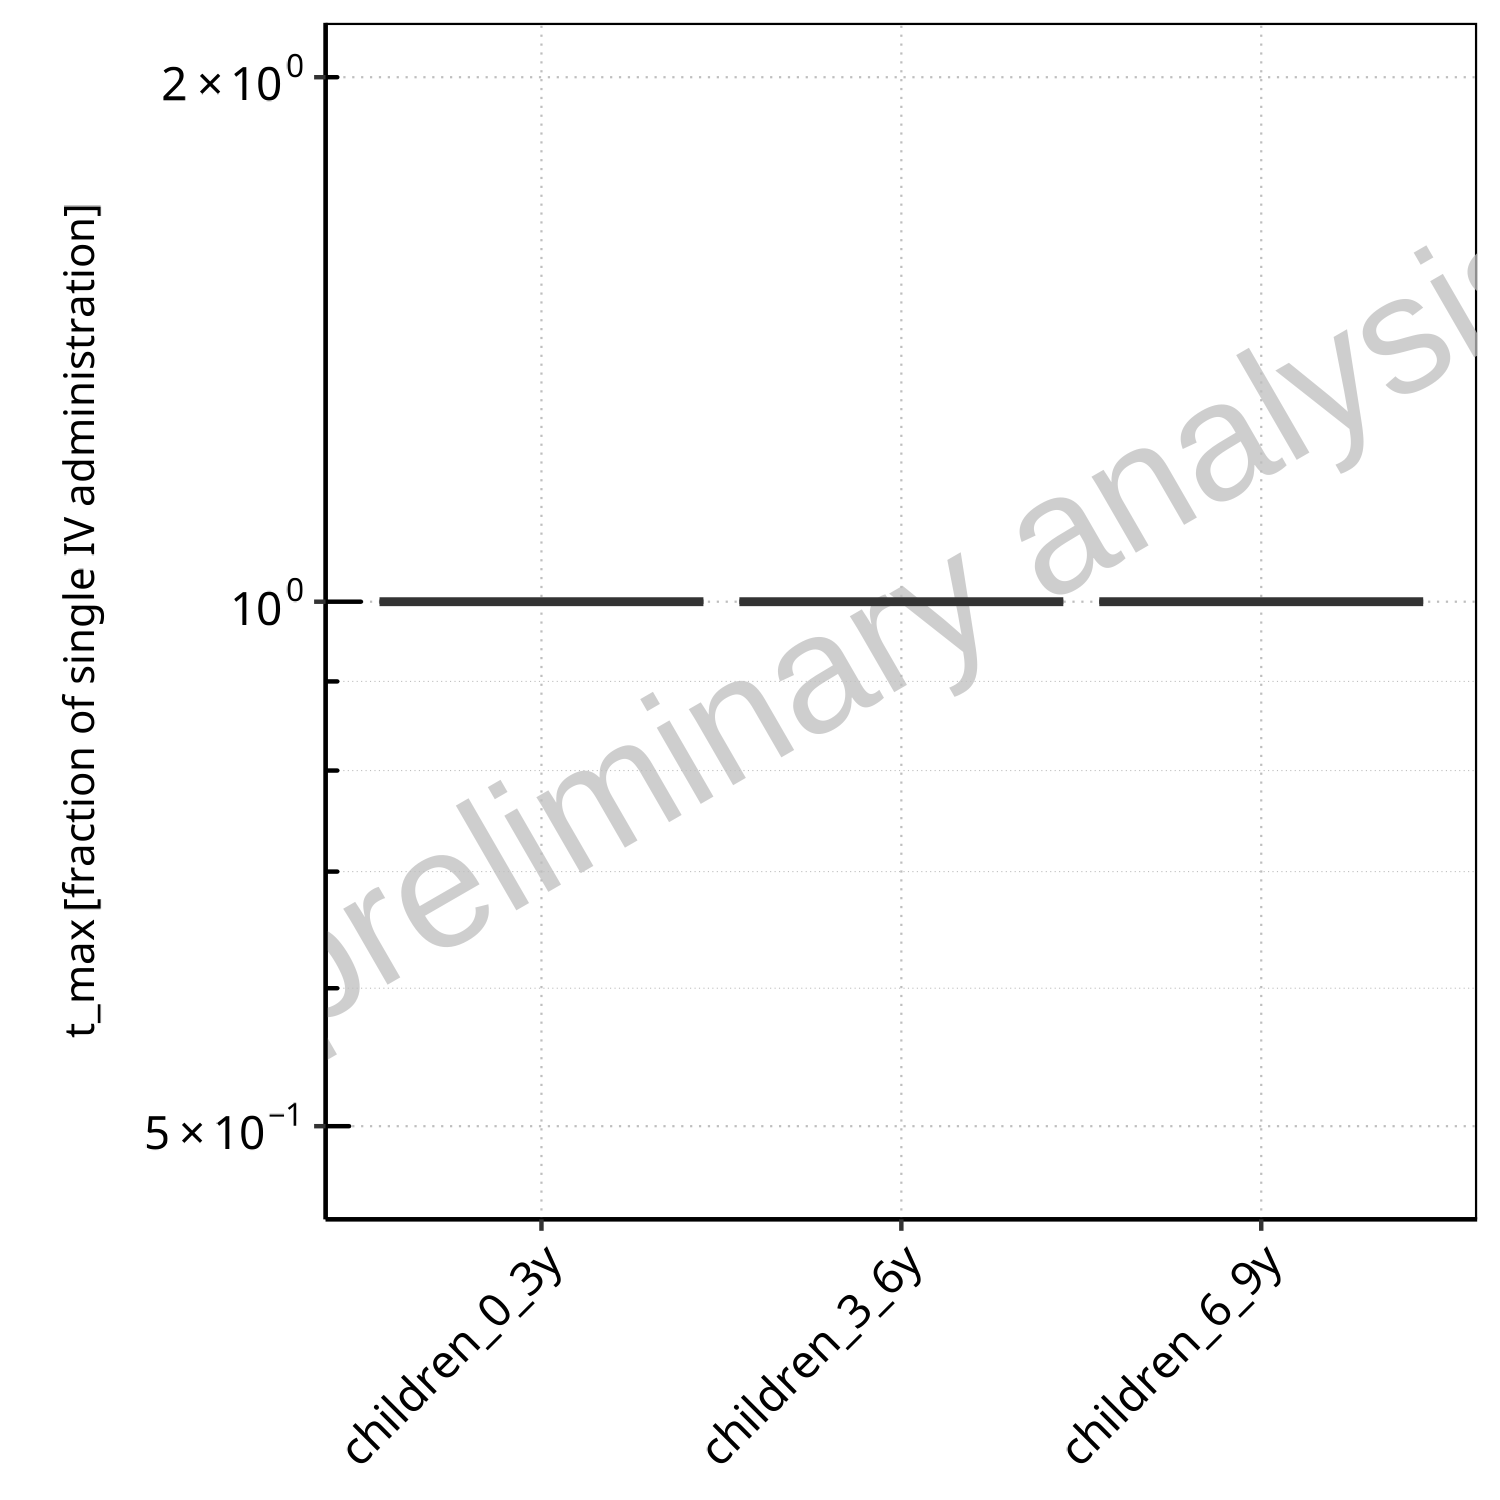 2×10⁰
10⁰
5×10⁻¹
t_max [fraction of single IV administration]
preliminary analysis
children_0_3y
children_3_6y
children_6_9y